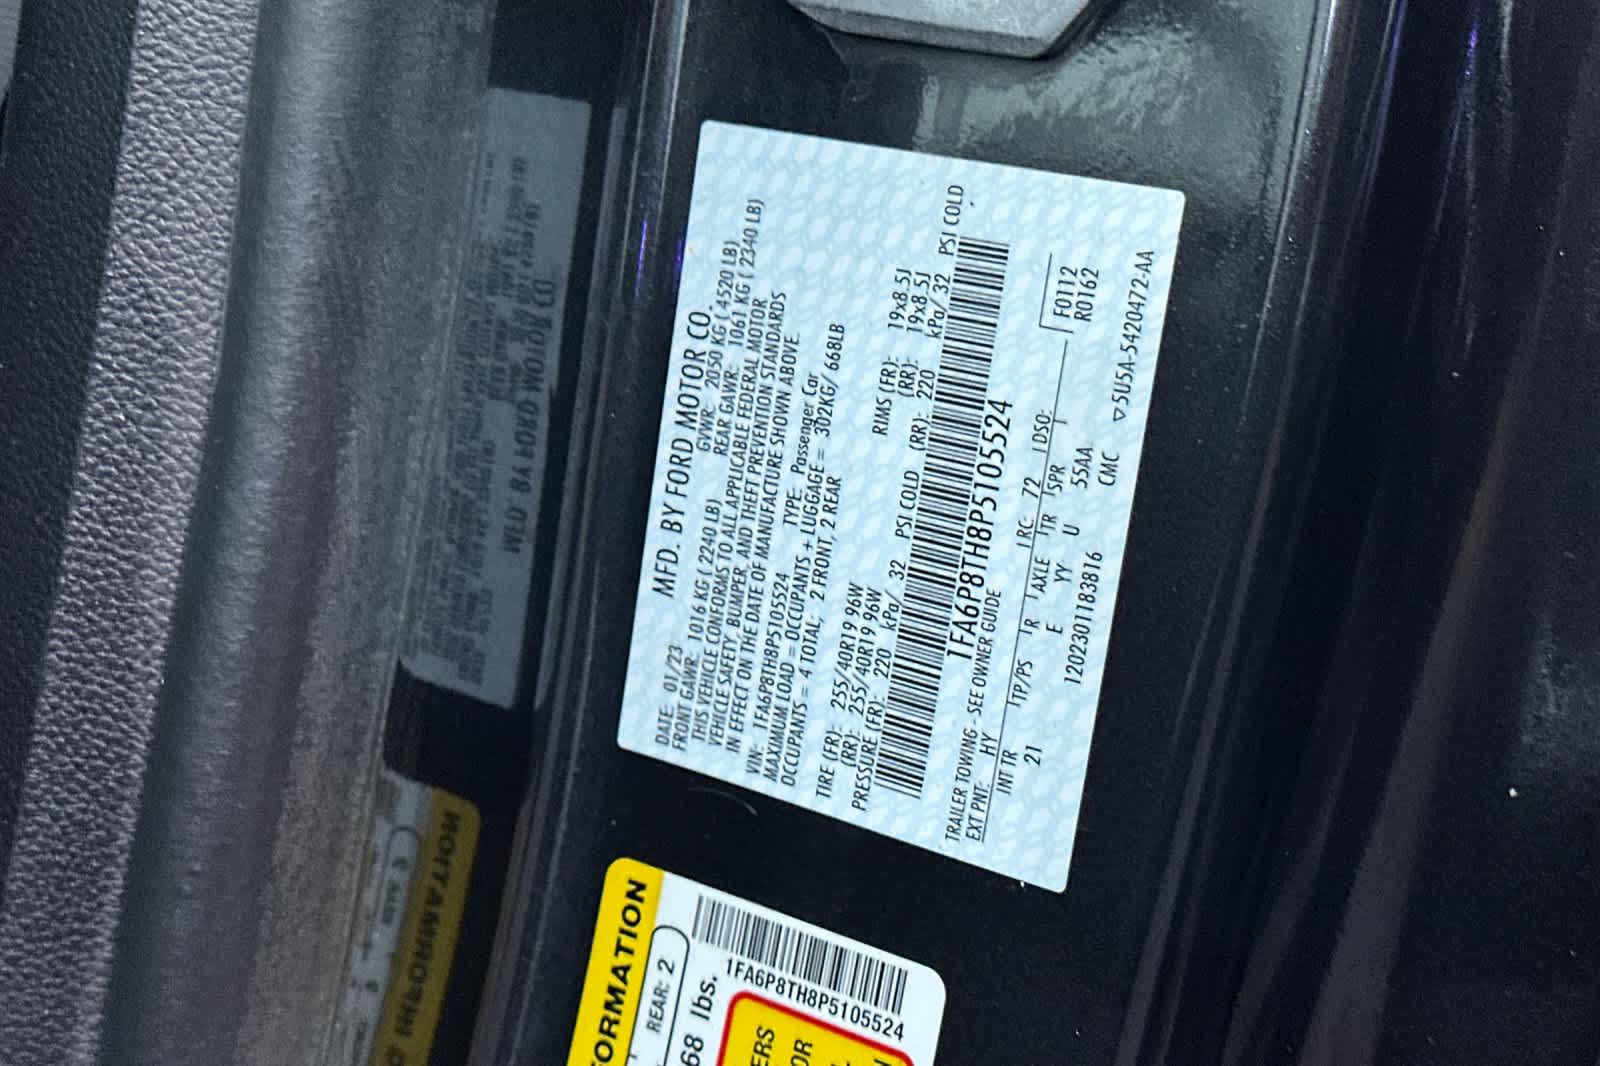 MFD. BY FORD MOTOR CO.
DATE: 01/23 GVWR: 2050 KG ( 4520 LB)
FRONT GAWR: 1016 KG ( 2240 LB) REAR GAWR: 1061 KG ( 2340 LB)
THIS VEHICLE CONFORMS TO ALL APPLICABLE FEDERAL MOTOR
VEHICLE SAFETY, BUMPER, AND THEFT PREVENTION STANDARDS
IN EFFECT ON THE DATE OF MANUFACTURE SHOWN ABOVE.
VIN: 1FA6P8TH8P5105524 TYPE: Passenger Car
MAXIMUM LOAD = OCCUPANTS + LUGGAGE = 302KG/ 668LB
OCCUPANTS = 4 TOTAL; 2 FRONT, 2 REAR
TIRE (FR): 255/40R19 96W RIMS (FR): 19x8.5J
(RR): 255/40R19 96W (RR): 19x8.5J
PRESSURE (FR): 220 kPa/ 32 PSI COLD (RR): 220 kPa/ 32 PSI COLD
1FA6P8TH8P5105524
TRAILER TOWING - SEE OWNER GUIDE
EXT PNT: HY RC: 72 DSO: F0112
INT TR TP/PS R AXLE TR SPR R0162
21 E YY U 55AA
1202301183816 CMC ▽5U5A-5420472-AA
FORMATION
REAR: 2
68 lbs.
1FA6P8TH8P5105524
ERS
OR